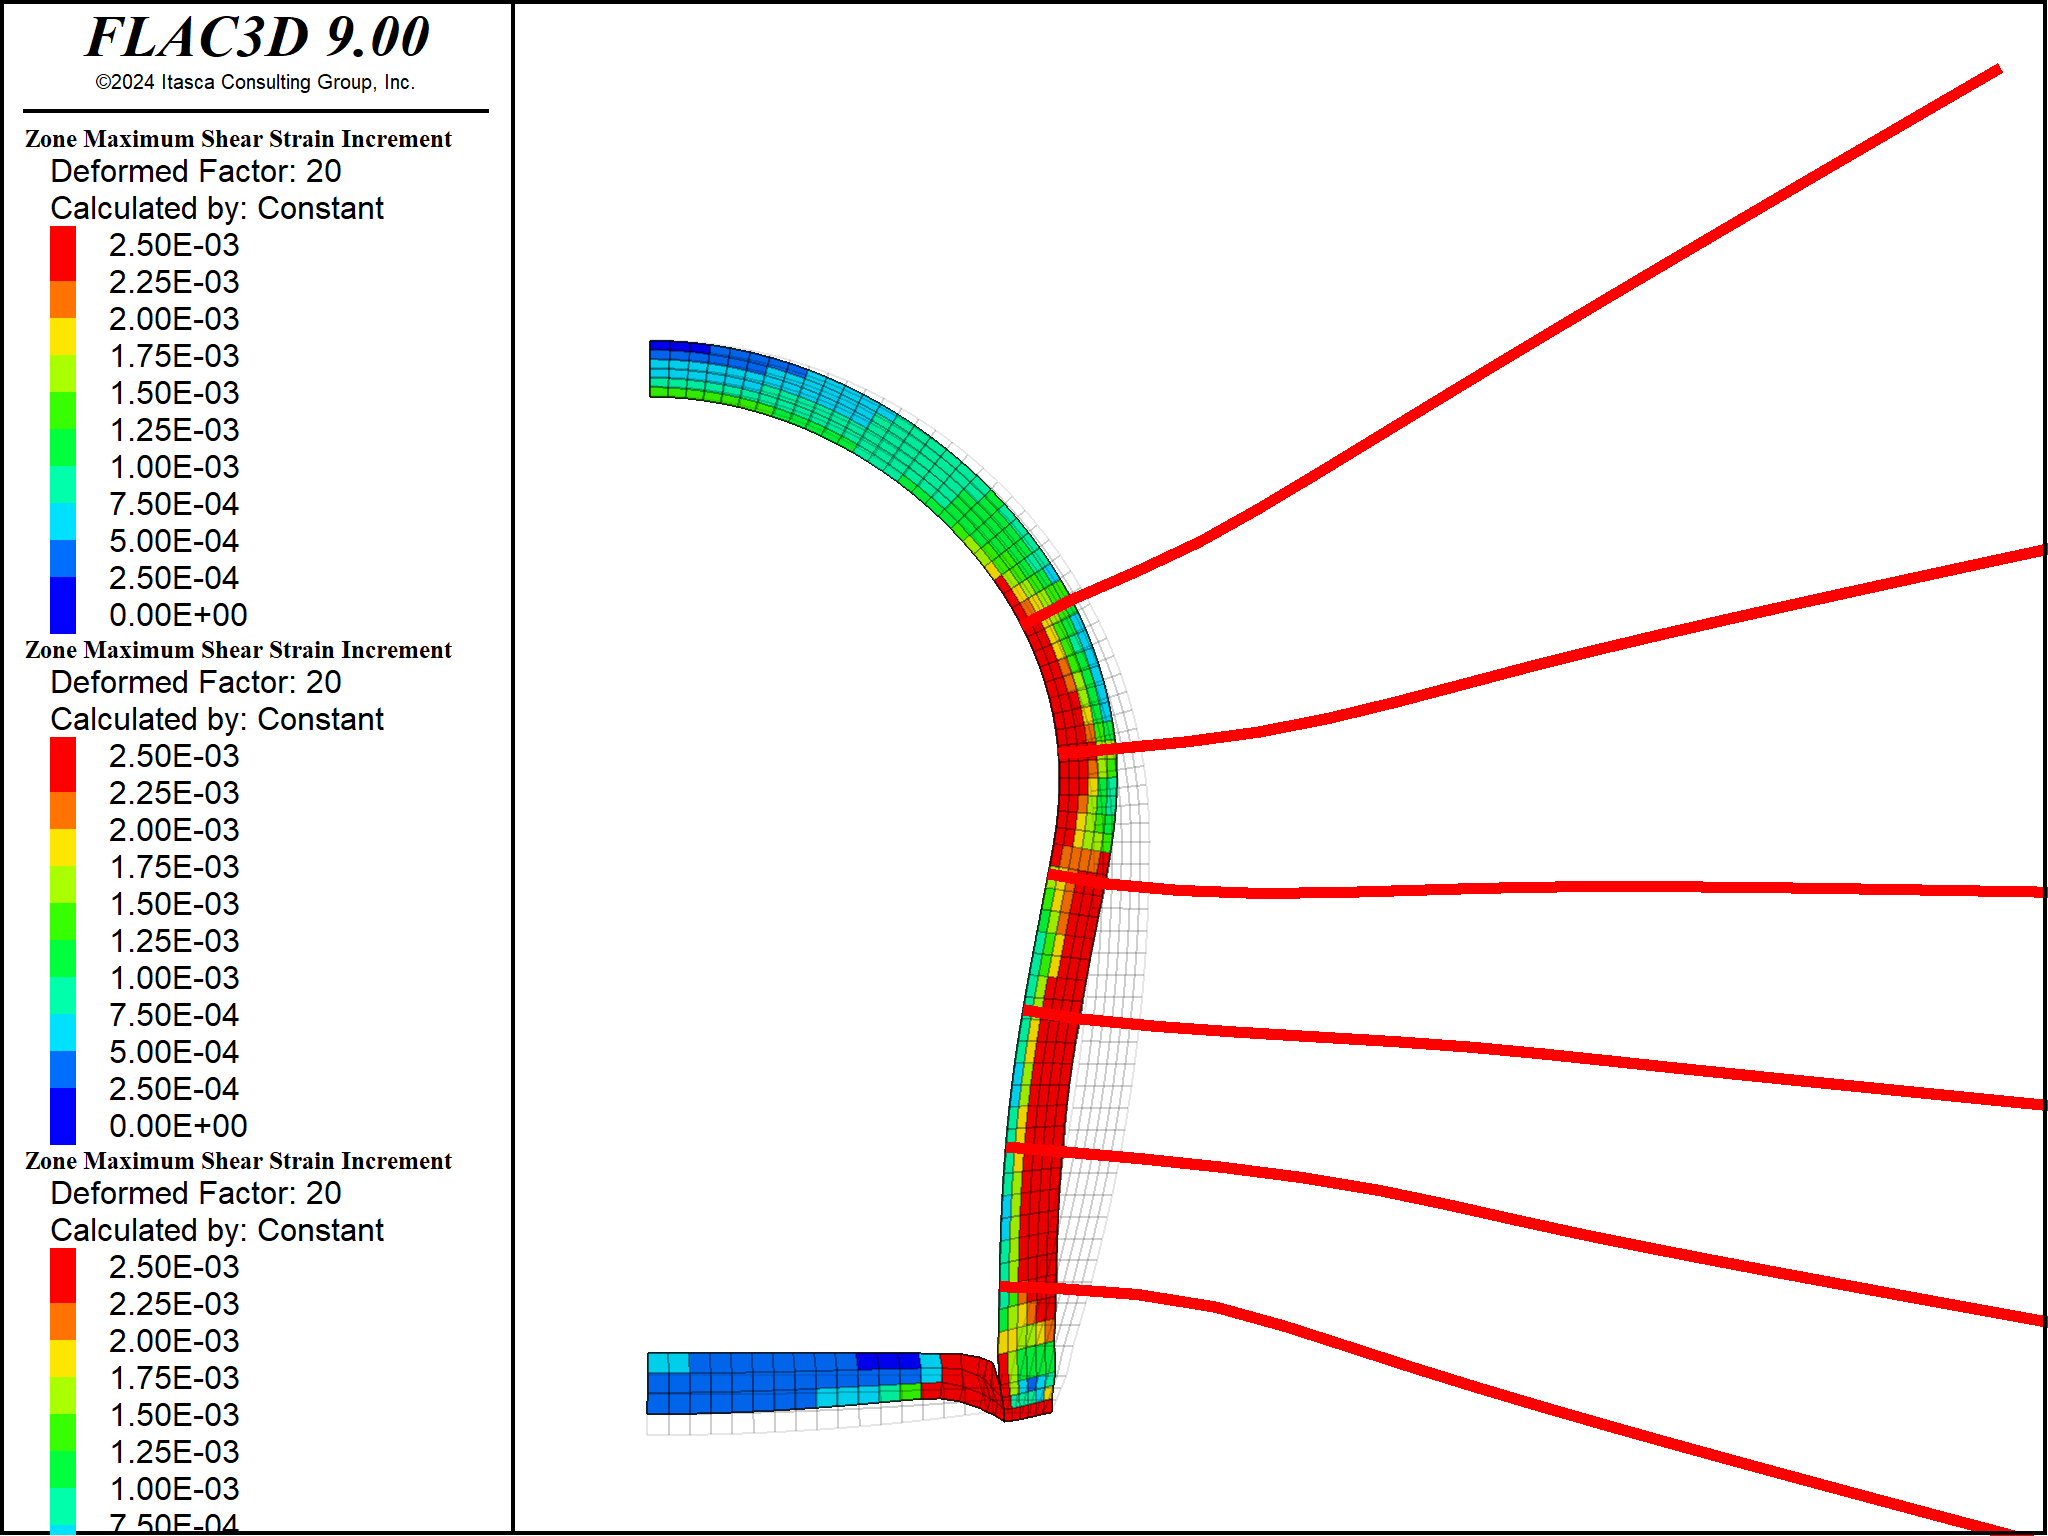 FLAC3D 9.00
©2024 Itasca Consulting Group, Inc.
Zone Maximum Shear Strain Increment
Deformed Factor: 20
Calculated by: Constant
2.50E-03
2.25E-03
2.00E-03
1.75E-03
1.50E-03
1.25E-03
1.00E-03
7.50E-04
5.00E-04
2.50E-04
0.00E+00
Zone Maximum Shear Strain Increment
Deformed Factor: 20
Calculated by: Constant
2.50E-03
2.25E-03
2.00E-03
1.75E-03
1.50E-03
1.25E-03
1.00E-03
7.50E-04
5.00E-04
2.50E-04
0.00E+00
Zone Maximum Shear Strain Increment
Deformed Factor: 20
Calculated by: Constant
2.50E-03
2.25E-03
2.00E-03
1.75E-03
1.50E-03
1.25E-03
1.00E-03
7.50E-04